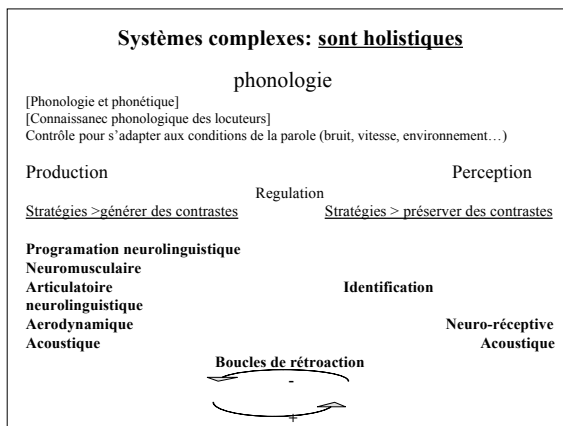 Systèmes complexes: sont holistiques
phonologie
[Phonologie et phonétique]
[Connaissanec phonologique des locuteurs]
Contrôle pour s’adapter aux conditions de la parole (bruit, vitesse, environnement…)
Production Perception
Regulation
Stratégies >générer des contrastes Stratégies > préserver des contrastes
Programation neurolinguistique
Neuromusculaire
Articulatoire Identification
neurolinguistique
Aerodynamique Neuro-réceptive
Acoustique Acoustique
Boucles de rétroaction
-
+